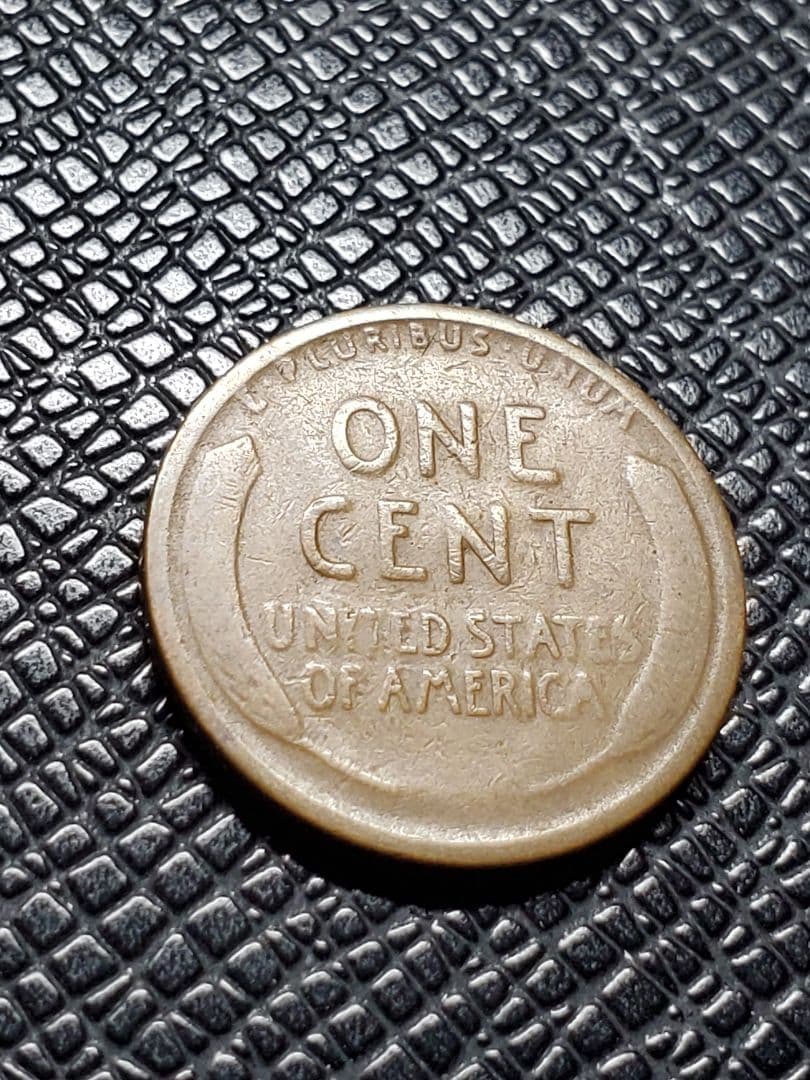 E·PLURIBUS·UNUM
ONE
CENT
UNITED STATES
OF AMERICA